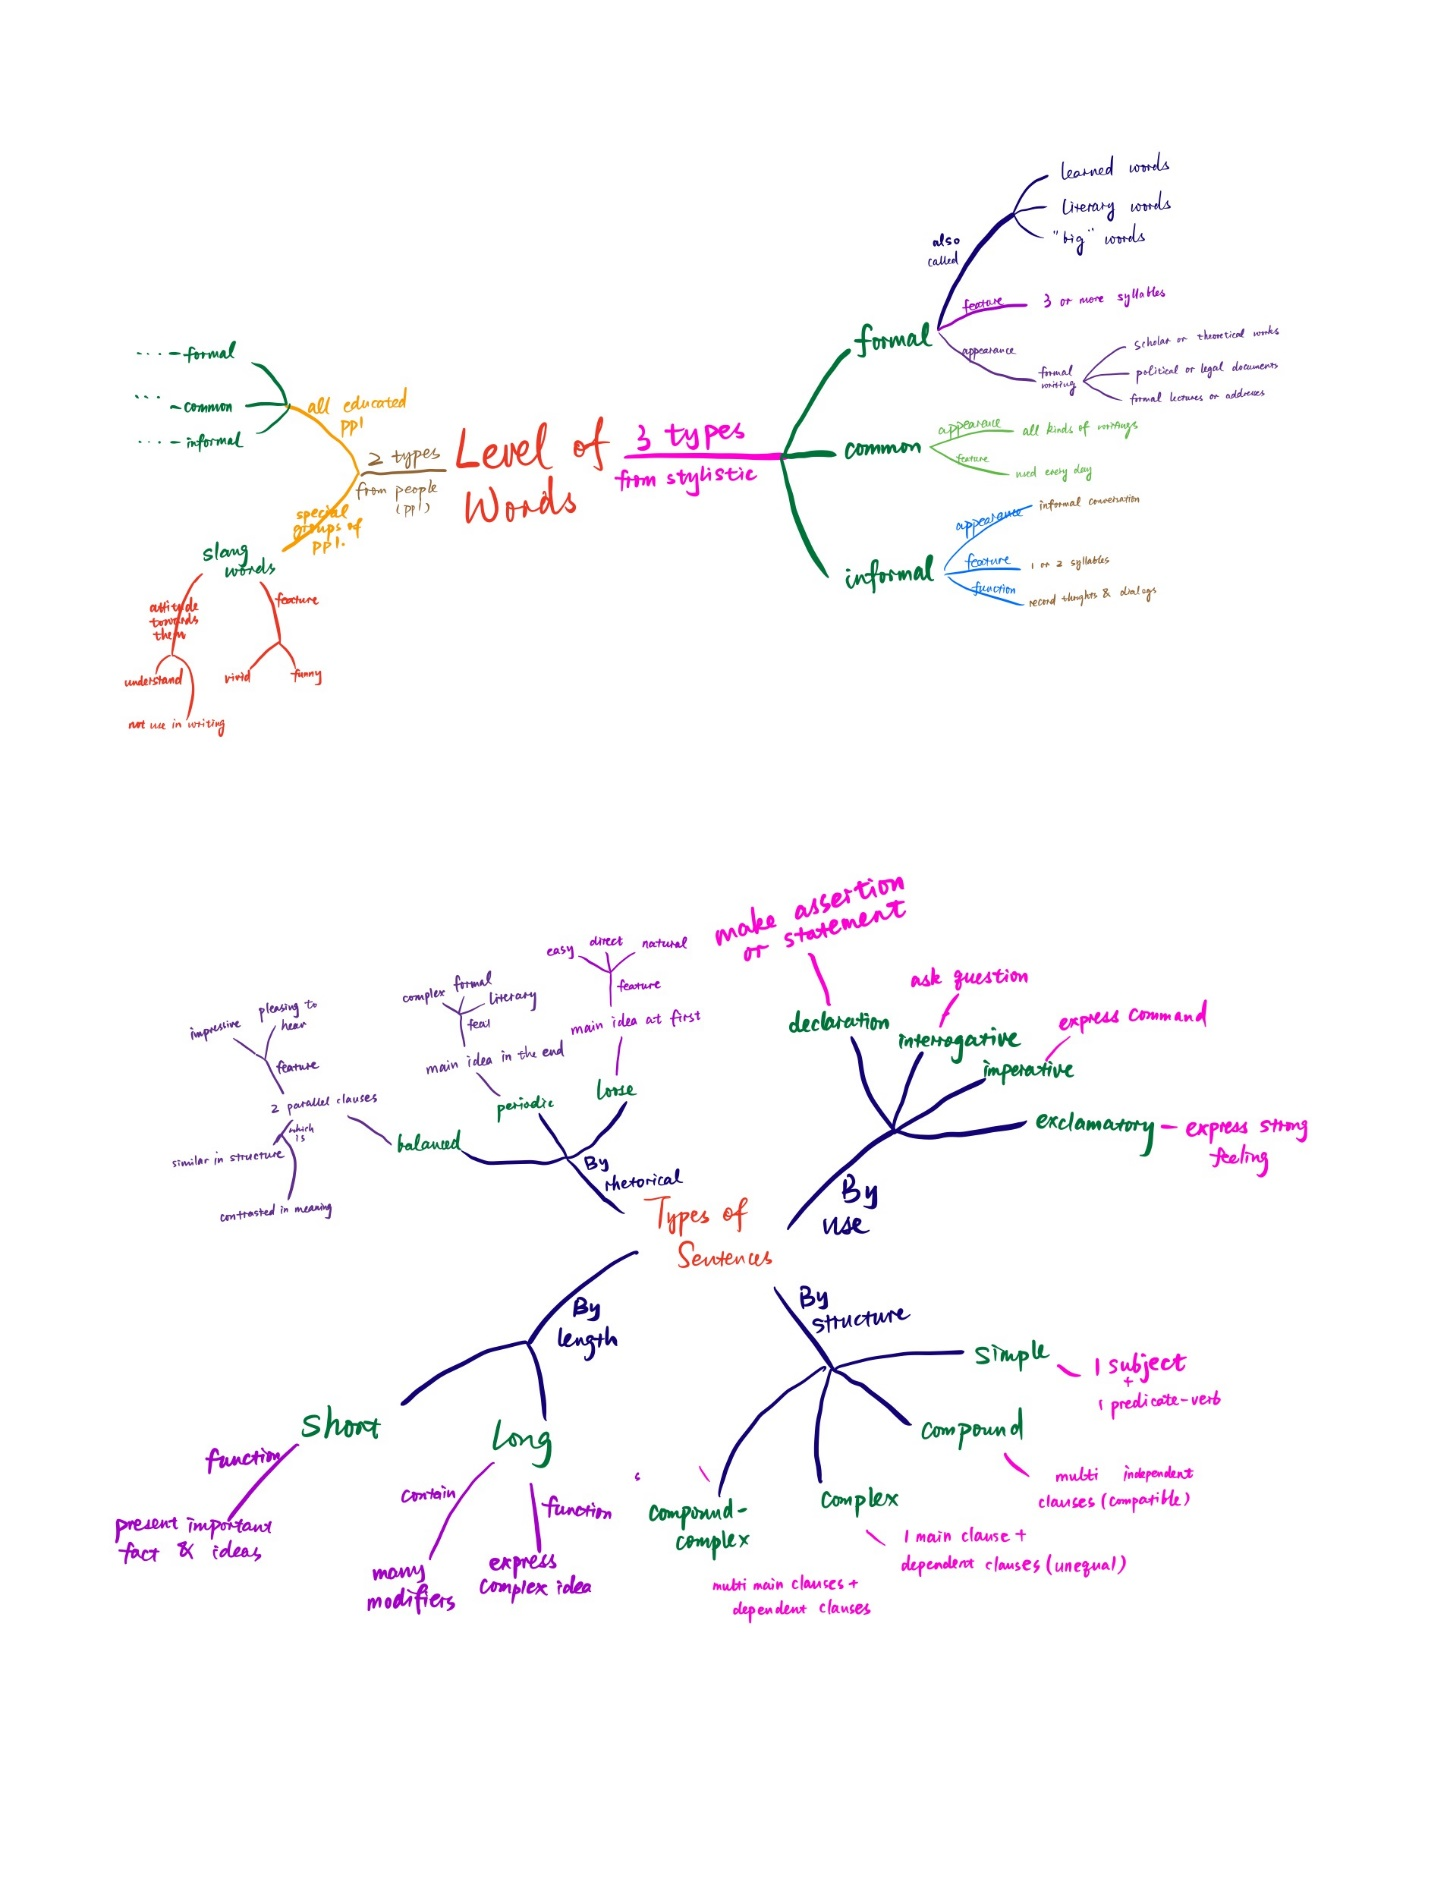 learned words
literary words
"big" words
also
called
feature
3 or more syllables
formal
appearance
formal
writing
scholar or theoretical works
political or legal documents
formal lectures or addresses
Level of
Words
3 types
from stylistic
common
appearance
all kinds of writings
feature
used every day
informal
appearance
informal conversation
feature
1 or 2 syllables
function
record thughts & dialogs
2 types
from people
(ppl)
all educated
ppl
.... formal
... common
.... informal
special
groups of
ppl.
slang
words
attitude
towards
them
feature
understand
vivid
funny
not use in writing
Types of
Sentences
By
rhetorical
loose
main idea at first
feature
easy
direct
natural
periodic
main idea in the end
feal
complex
formal
literary
balanced
2 parallel clauses
feature
impressive
pleasing to
hear
which
is
similar in structure
contrasted in meaning
By
use
declaration
make assertion
or statement
interrogative
ask question
imperative
express command
exclamatory - express strong
feeling
By
length
Short
function
present important
fact & ideas
Long
contain
many
modifiers
function
express
complex idea
By
structure
Simple
1 subject
+
1 predicate-verb
Compound
multi independent
clauses (compatible)
Complex
1 main clause +
dependent clauses (unequal)
compound-
complex
multi main clauses +
dependent clauses